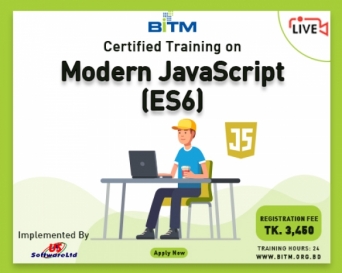 BITM
LIVE
Certified Training on
Modern JavaScript
(ES6)
JS
REGISTRATION FEE
TK. 3,450
TRAINING HOURS: 24
WWW.BITM.ORG.BD
Implemented By
US
SoftwareLtd
Apply Now